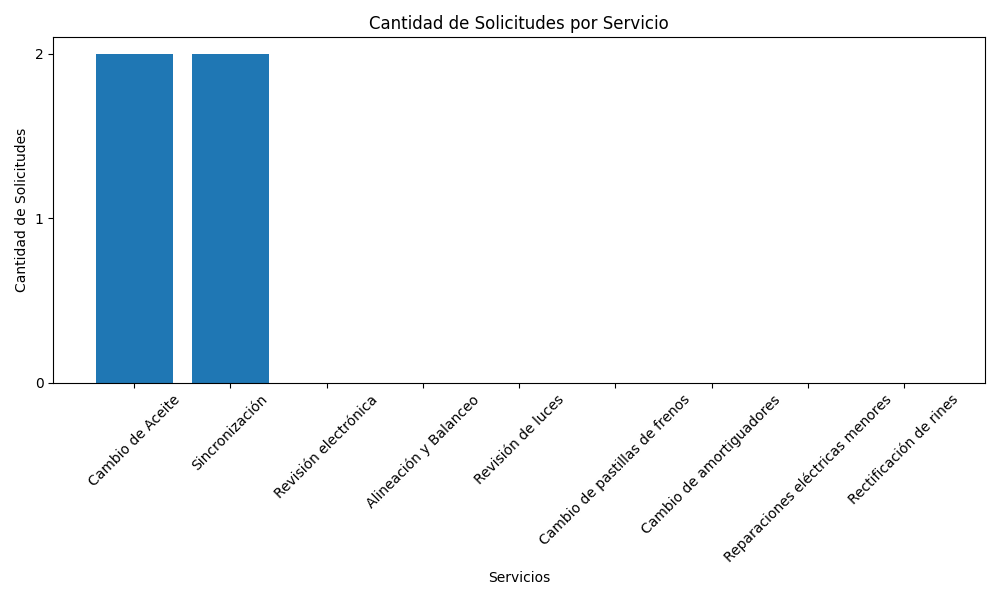 Cantidad de Solicitudes por Servicio
Cantidad de Solicitudes
2
1
0
Cambio de Aceite
Sincronización
Revisión electrónica
Alineación y Balanceo
Revisión de luces
Cambio de pastillas de frenos
Cambio de amortiguadores
Reparaciones eléctricas menores
Rectificación de rines
Servicios